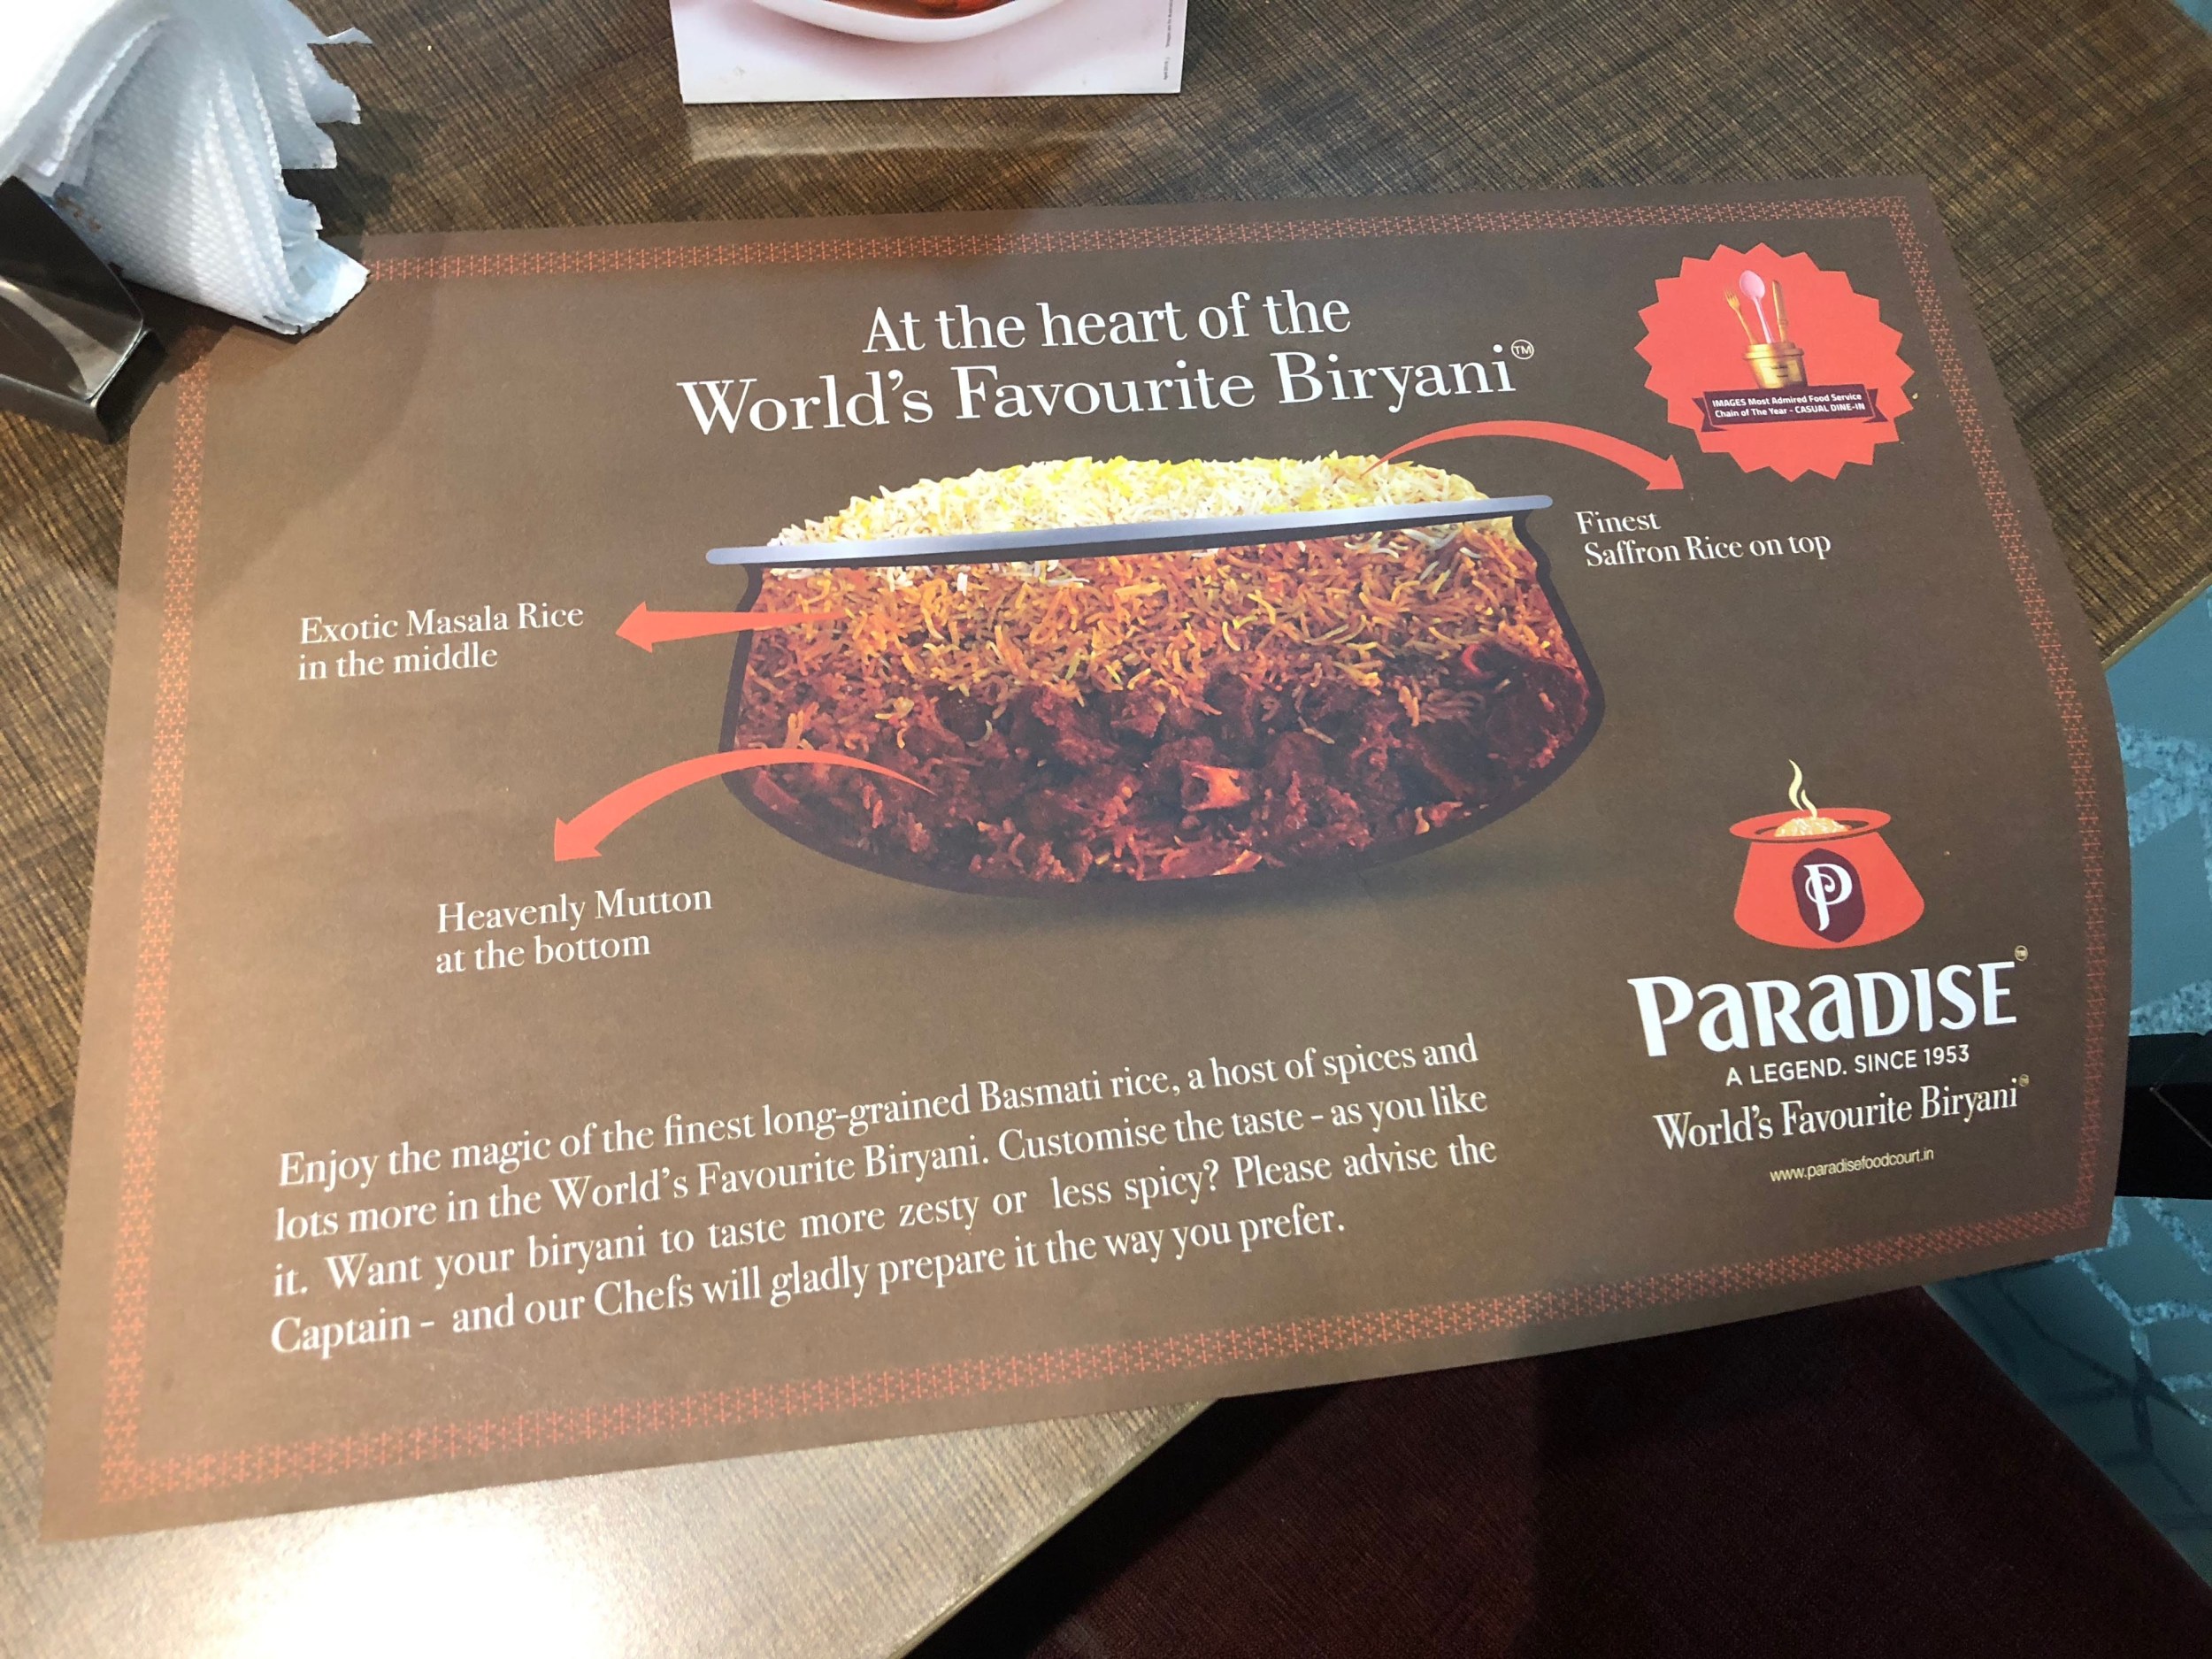 At the heart of the
World's Favourite Biryani™
IMAGES Most Admired Food Service
Chain of The Year - CASUAL DINE-IN
Finest
Saffron Rice on top
Exotic Masala Rice
in the middle
Heavenly Mutton
at the bottom
Enjoy the magic of the finest long-grained Basmati rice, a host of spices and
lots more in the World's Favourite Biryani. Customise the taste - as you like
it. Want your biryani to taste more zesty or less spicy? Please advise the
Captain - and our Chefs will gladly prepare it the way you prefer.
P
PARADISE™
A LEGEND. SINCE 1953
World's Favourite Biryani™
www.paradisefoodcourt.in